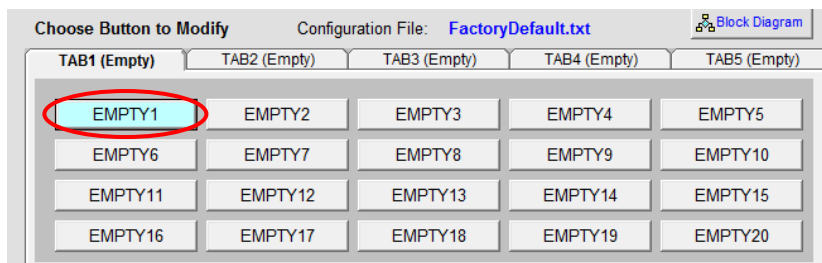 Choose Button to Modify Configuration File: FactoryDefault.txt Block Diagram
TAB1 (Empty) TAB2 (Empty) TAB3 (Empty) TAB4 (Empty) TAB5 (Empty)
EMPTY1 EMPTY2 EMPTY3 EMPTY4 EMPTY5
EMPTY6 EMPTY7 EMPTY8 EMPTY9 EMPTY10
EMPTY11 EMPTY12 EMPTY13 EMPTY14 EMPTY15
EMPTY16 EMPTY17 EMPTY18 EMPTY19 EMPTY20